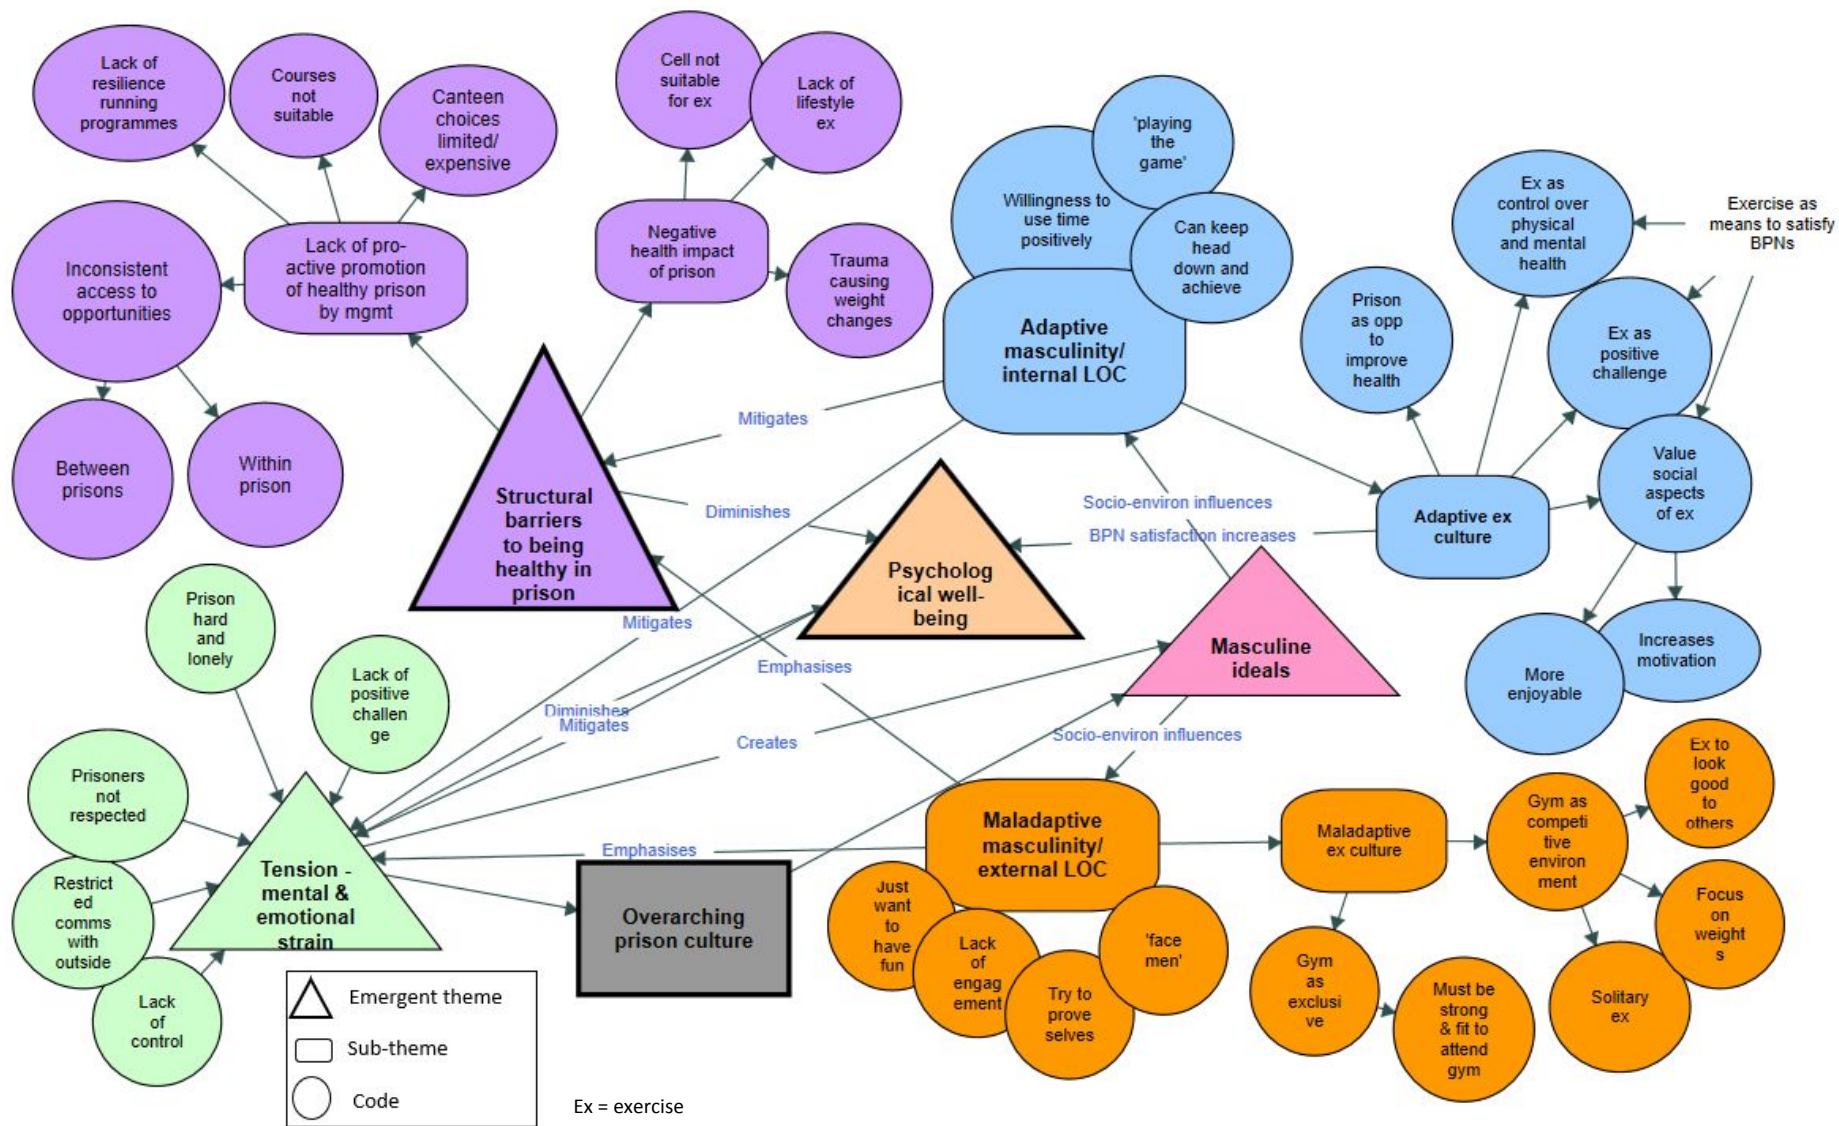 Lack of
resilience
running
programmes
Courses
not
suitable
Canteen
choices
limited/
expensive
Cell not
suitable
for ex
Lack of
lifestyle
ex
'playing
the
game'
Willingness to
use time
positively
Can keep
head
down and
achieve
Ex as
control over
physical
and mental
health
Exercise as
means to satisfy
BPNs
Inconsistent
access to
opportunities
Lack of pro-
active promotion
of healthy prison
by mgmt
Negative
health impact
of prison
Trauma
causing
weight
changes
Adaptive
masculinity/
internal LOC
Prison
as opp
to
improve
health
Ex as
positive
challenge
Mitigates
Between
prisons
Within
prison
Structural
barriers
to being
healthy in
prison
Diminishes
Socio-environ influences
BPN satisfaction increases
Adaptive ex
culture
Value
social
aspects
of ex
Psycholog
ical well-
being
Prison
hard
and
lonely
Mitigates
Emphasises
Masculine
ideals
More
enjoyable
Increases
motivation
Lack of
positive
challen
ge
Diminishes
Mitigates
Creates
Socio-environ influences
Prisoners
not
respected
Ex to
look
good
to
others
Tension -
mental &
emotional
strain
Emphasises
Maladaptive
masculinity/
external LOC
Maladaptive
ex culture
Gym as
competi
tive
environ
ment
Restrict
ed
comms
with
outside
Overarching
prison culture
Just
want
to
have
fun
Lack
of
engag
ement
Try to
prove
selves
'face
men'
Gym
as
exclusi
ve
Must be
strong
& fit to
attend
gym
Solitary
ex
Focus
on
weight
s
Lack
of
control
Emergent theme
Sub-theme
Code
Ex = exercise